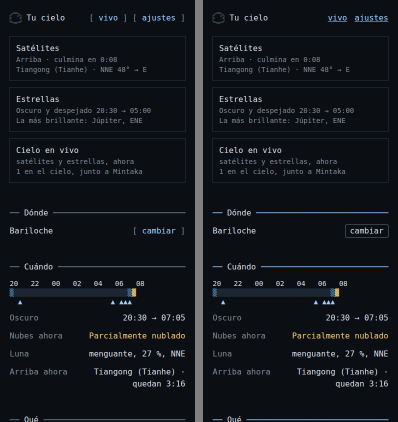 Tu cielo [ vivo ] [ ajustes ]
Satélites
Arriba · culmina en 0:08
Tiangong (Tianhe) · NNE 48° → E
Estrellas
Oscuro y despejado 20:30 → 05:00
La más brillante: Júpiter, ENE
Cielo en vivo
satélites y estrellas, ahora
1 en el cielo, junto a Mintaka
Dónde
Bariloche [ cambiar ]
Cuándo
20 22 00 02 04 06 08
Oscuro 20:30 → 07:05
Nubes ahora Parcialmente nublado
Luna menguante, 27 %, NNE
Arriba ahora Tiangong (Tianhe) ·
quedan 3:16
Qué
Tu cielo vivo ajustes
Satélites
Arriba · culmina en 0:08
Tiangong (Tianhe) · NNE 48° → E
Estrellas
Oscuro y despejado 20:30 → 05:00
La más brillante: Júpiter, ENE
Cielo en vivo
satélites y estrellas, ahora
1 en el cielo, junto a Mintaka
Dónde
Bariloche cambiar
Cuándo
20 22 00 02 04 06 08
Oscuro 20:30 → 07:05
Nubes ahora Parcialmente nublado
Luna menguante, 27 %, NNE
Arriba ahora Tiangong (Tianhe) ·
quedan 3:16
Qué